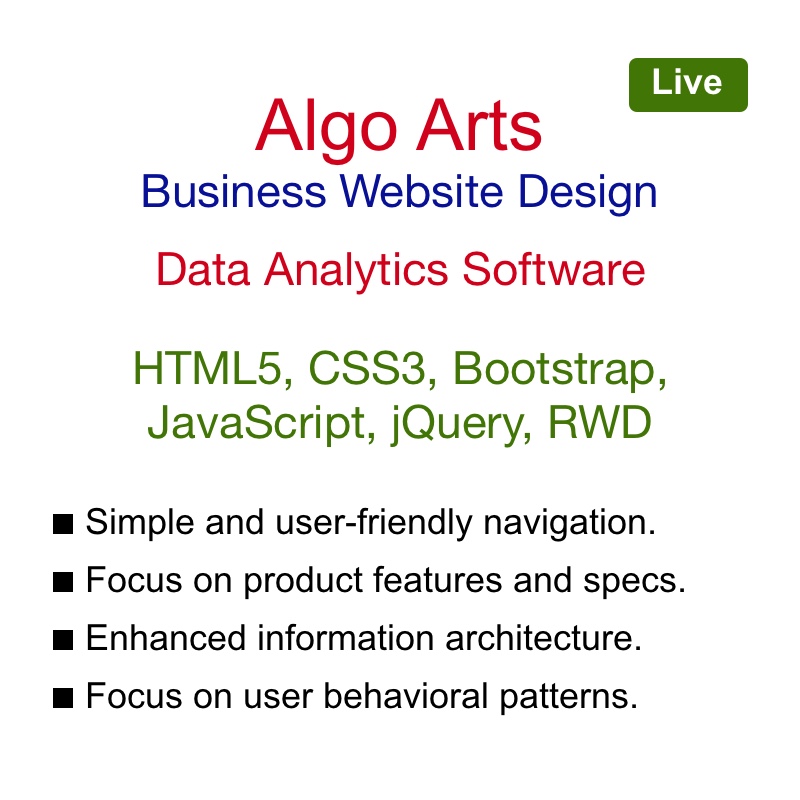 Live
Algo Arts
Business Website Design
Data Analytics Software
HTML5, CSS3, Bootstrap,
JavaScript, jQuery, RWD
■ Simple and user-friendly navigation.
■ Focus on product features and specs.
■ Enhanced information architecture.
■ Focus on user behavioral patterns.